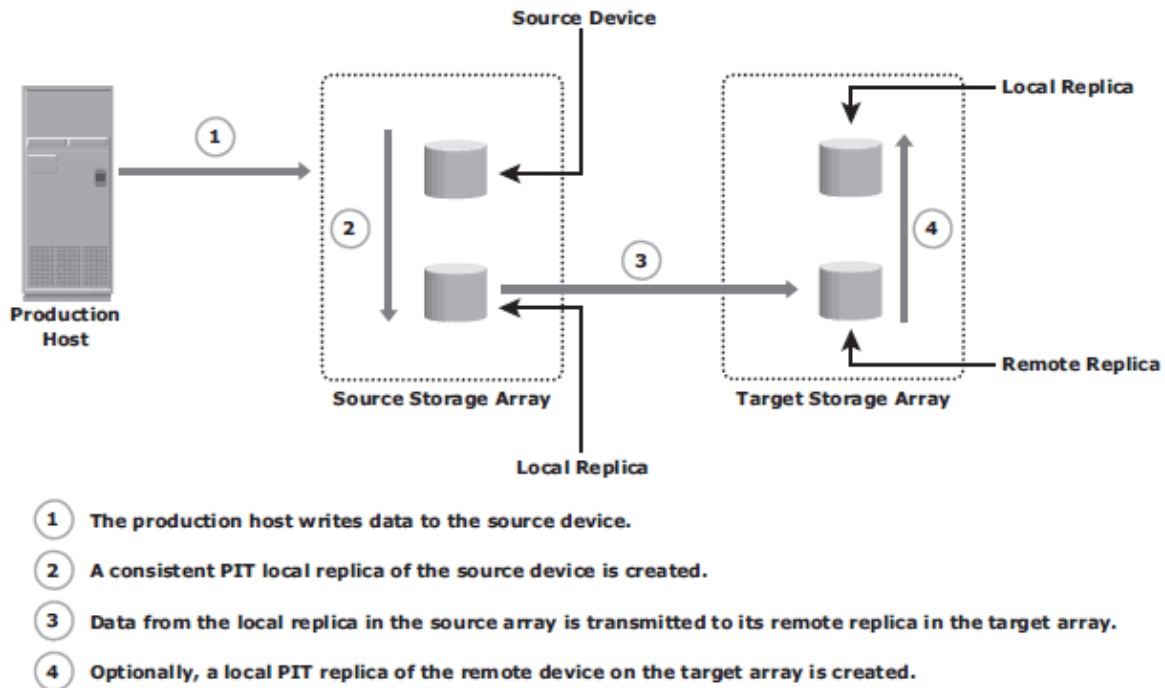 Source Device
Local Replica
1
2
3
4
Production
Host
Remote Replica
Source Storage Array
Target Storage Array
Local Replica
1 The production host writes data to the source device.
2 A consistent PIT local replica of the source device is created.
3 Data from the local replica in the source array is transmitted to its remote replica in the target array.
4 Optionally, a local PIT replica of the remote device on the target array is created.